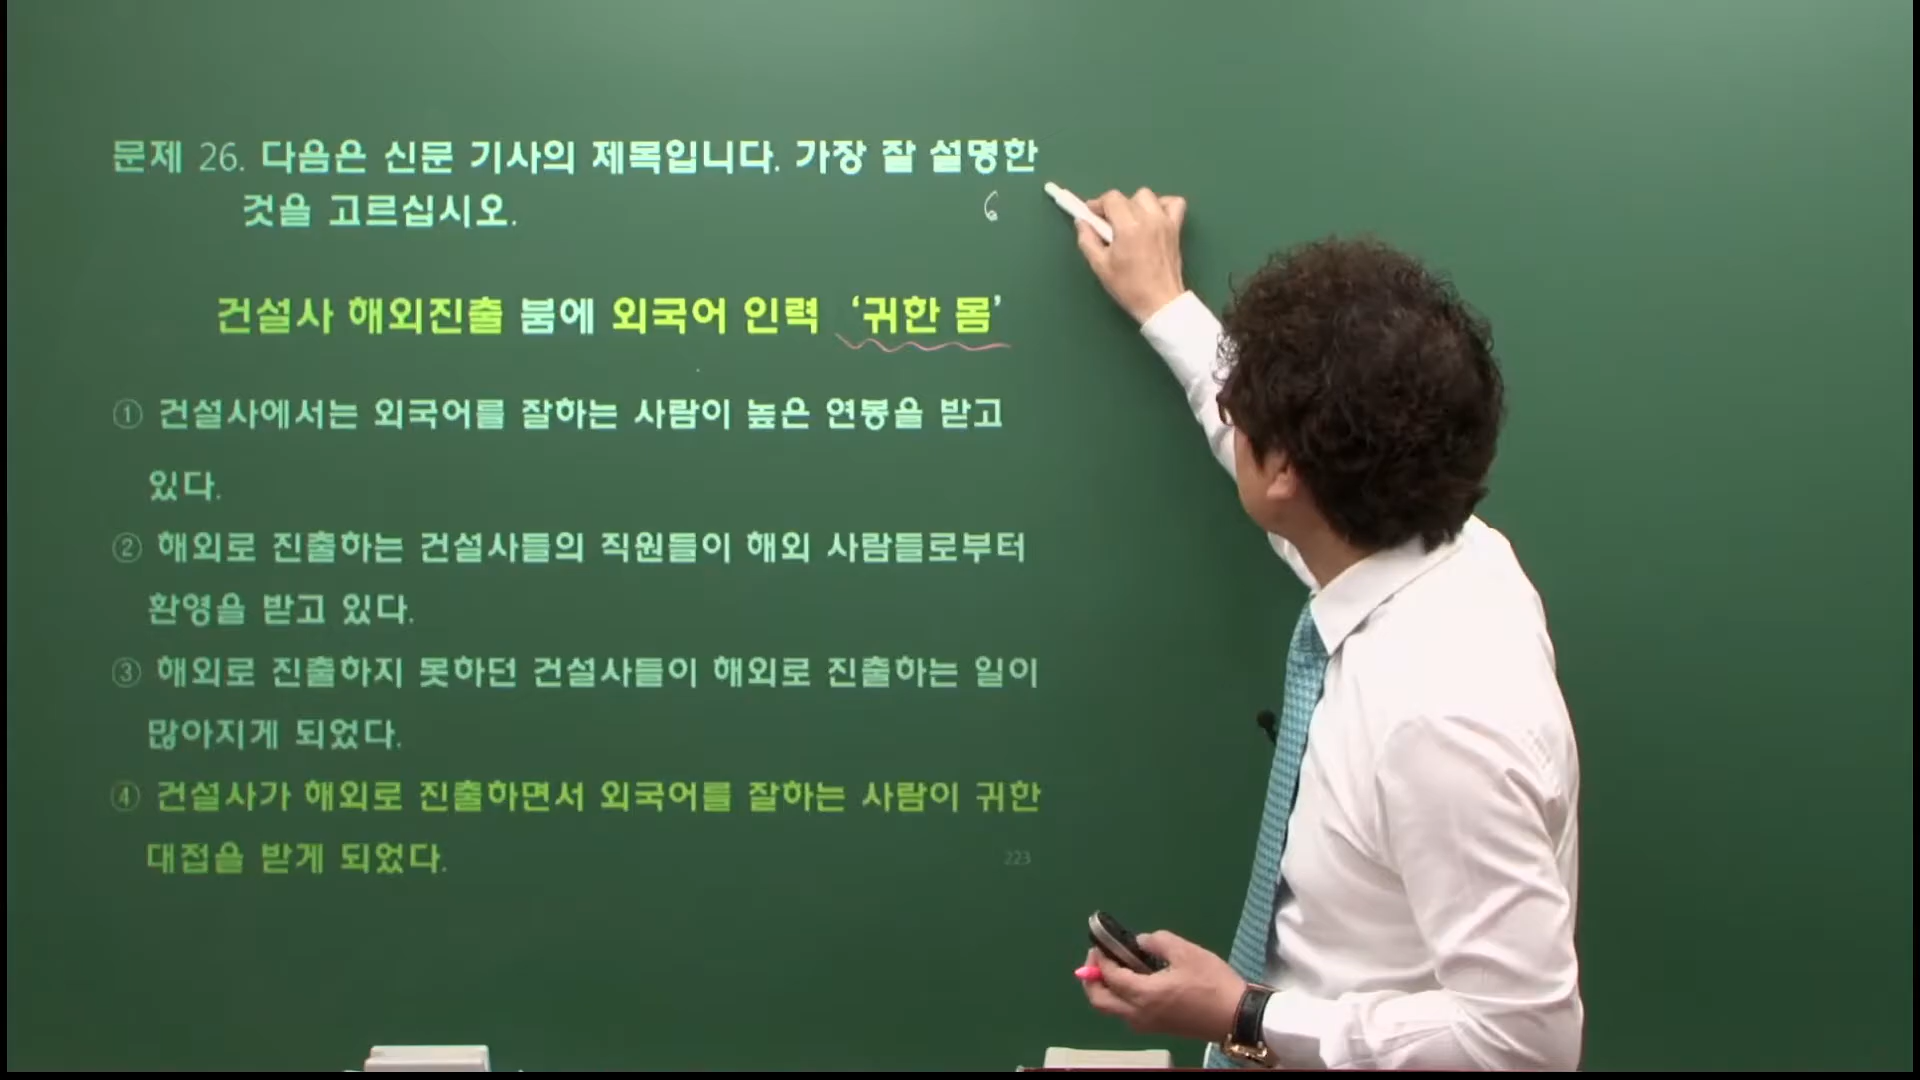 문제 26. 다음은 신문 기사의 제목입니다. 가장 잘 설명한
것을 고르십시오.
건설사 해외진출 붐에 외국어 인력 ‘귀한 몸’
① 건설사에서는 외국어를 잘하는 사람이 높은 연봉을 받고
있다.
② 해외로 진출하는 건설사들의 직원들이 해외 사람들로부터
환영을 받고 있다.
③ 해외로 진출하지 못하던 건설사들이 해외로 진출하는 일이
많아지게 되었다.
④ 건설사가 해외로 진출하면서 외국어를 잘하는 사람이 귀한
대접을 받게 되었다.
223